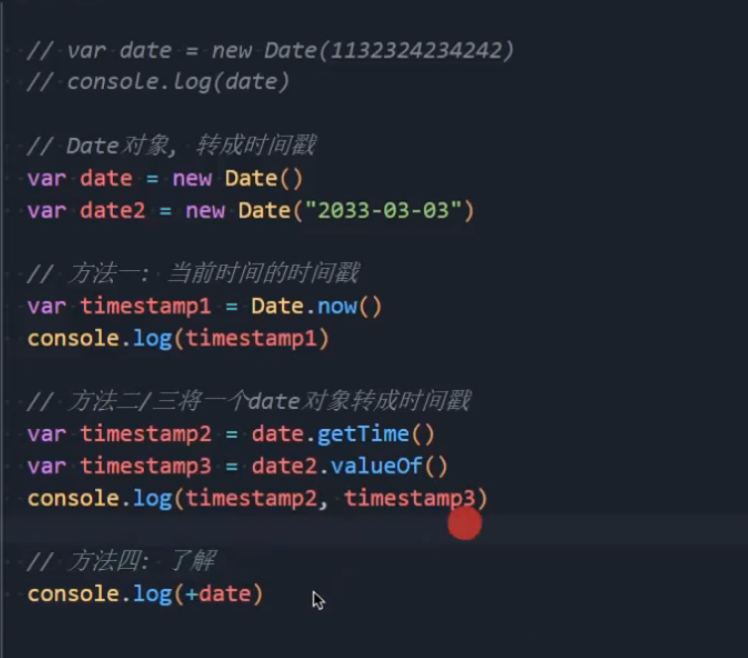 // var date = new Date(1132324234242)
// console.log(date)
// Date对象, 转成时间戳
var date = new Date()
var date2 = new Date("2033-03-03")
// 方法一: 当前时间的时间戳
var timestamp1 = Date.now()
console.log(timestamp1)
// 方法二/三将一个date对象转成时间戳
var timestamp2 = date.getTime()
var timestamp3 = date2.valueOf()
console.log(timestamp2, timestamp3)
// 方法四: 了解
console.log(+date)